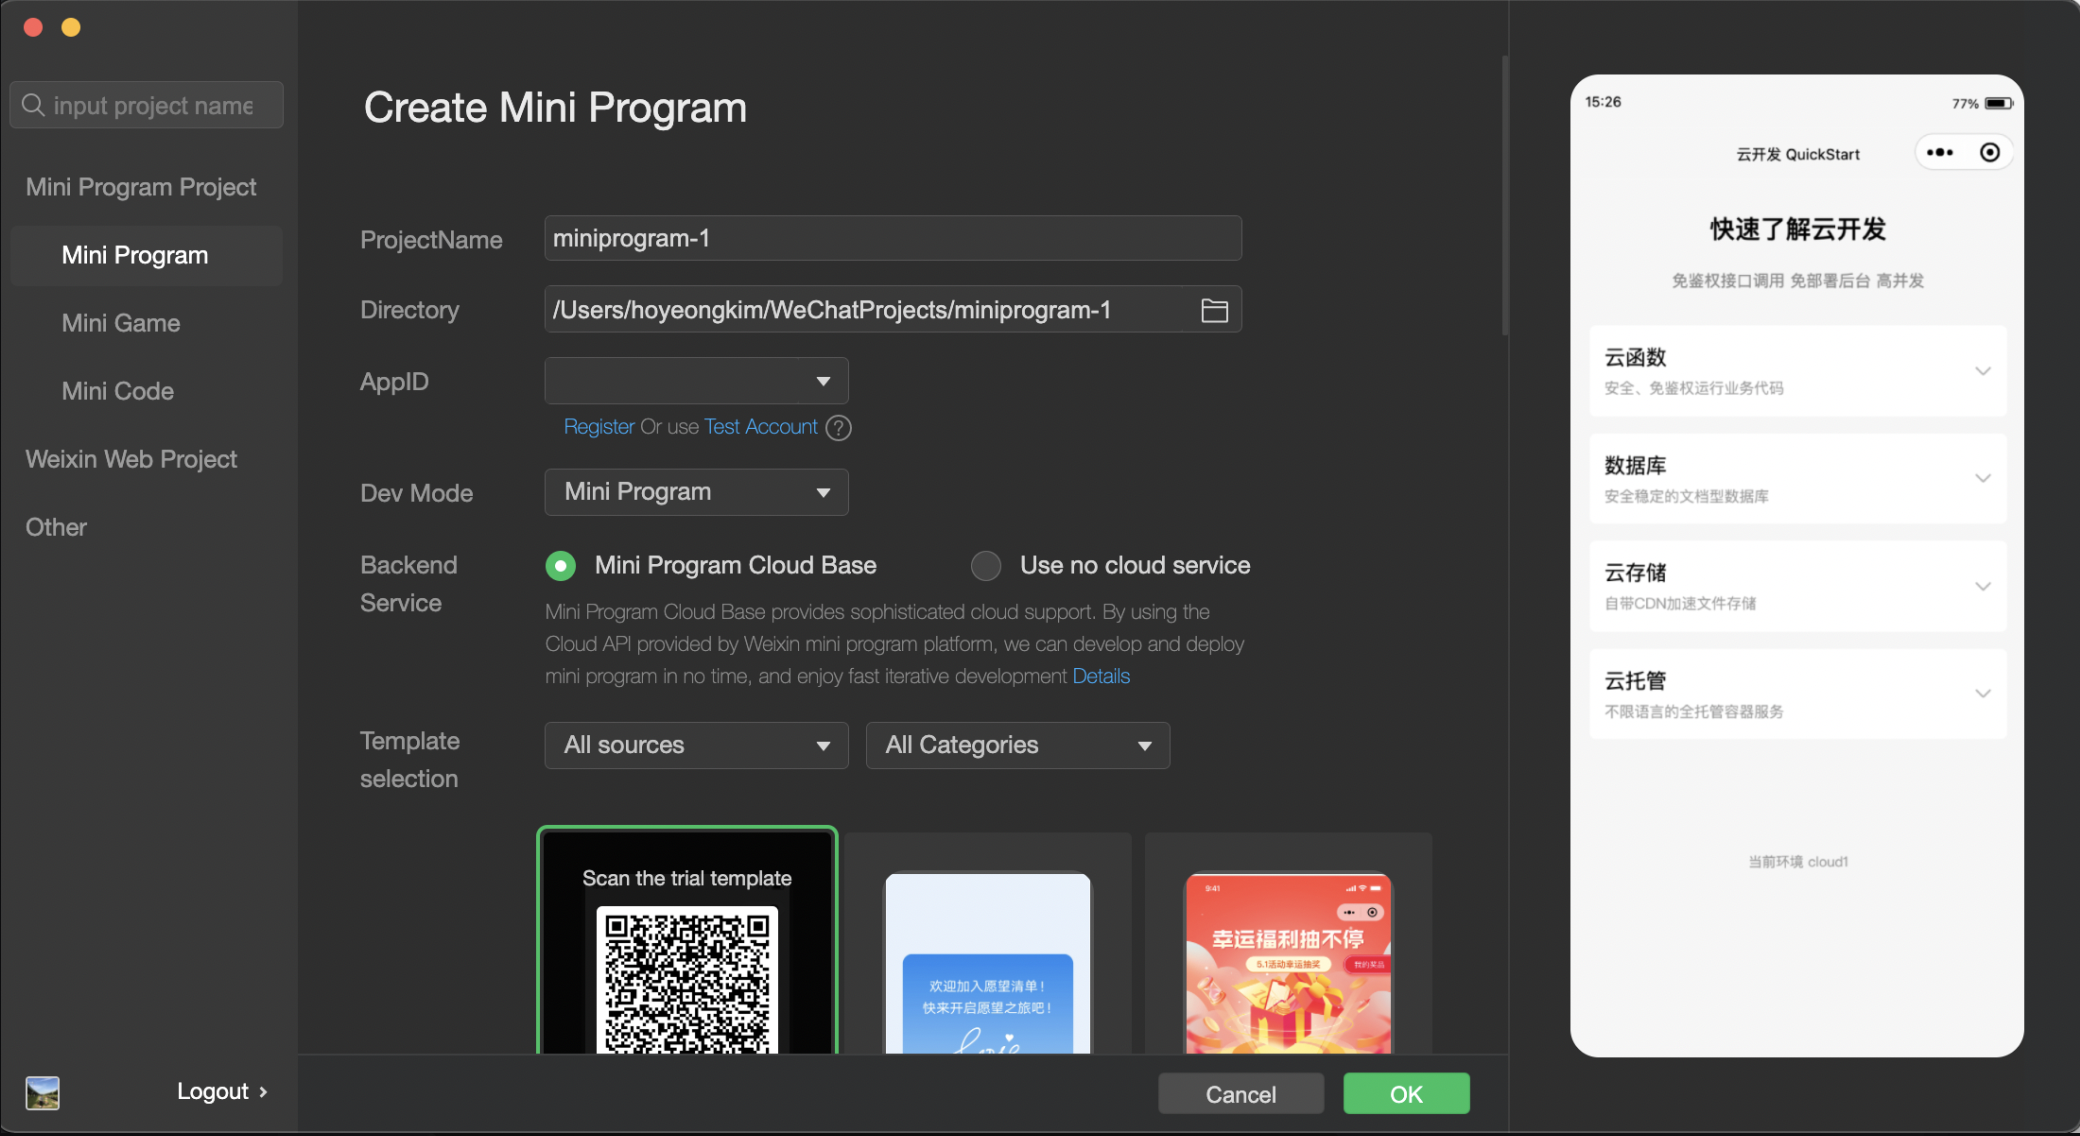 input project name
Mini Program Project
Mini Program
Mini Game
Mini Code
Weixin Web Project
Other
Logout ›
Create Mini Program
ProjectName
miniprogram-1
Directory
/Users/hoyeongkim/WeChatProjects/miniprogram-1
AppID
Register Or use Test Account ?
Dev Mode
Mini Program
Backend
Service
Mini Program Cloud Base
Use no cloud service
Mini Program Cloud Base provides sophisticated cloud support. By using the
Cloud API provided by Weixin mini program platform, we can develop and deploy
mini program in no time, and enjoy fast iterative development Details
Template
selection
All sources
All Categories
Scan the trial template
欢迎加入愿望清单！
快来开启愿望之旅吧！
9:41
幸运福利抽不停
5.1活动幸运抽奖
我的奖品
Cancel
OK
15:26
77%
云开发 QuickStart
快速了解云开发
免鉴权接口调用 免部署后台 高并发
云函数
安全、免鉴权运行业务代码
数据库
安全稳定的文档型数据库
云存储
自带CDN加速文件存储
云托管
不限语言的全托管容器服务
当前环境 cloud1